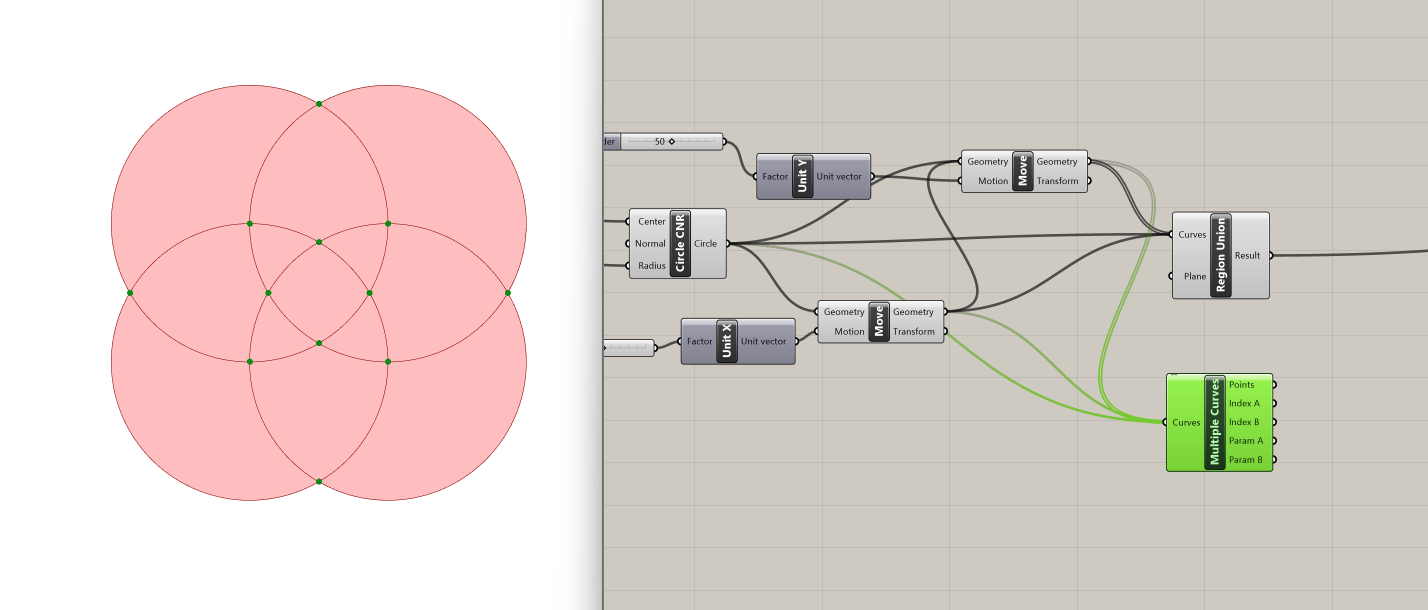 der
50
Factor
Unit Y
Unit vector
Geometry
Motion
Move
Geometry
Transform
Center
Normal
Radius
Circle CNR
Circle
Curves
Plane
Region Union
Result
Geometry
Motion
Move
Geometry
Transform
Factor
Unit X
Unit vector
Curves
Multiple Curves
Points
Index A
Index B
Param A
Param B